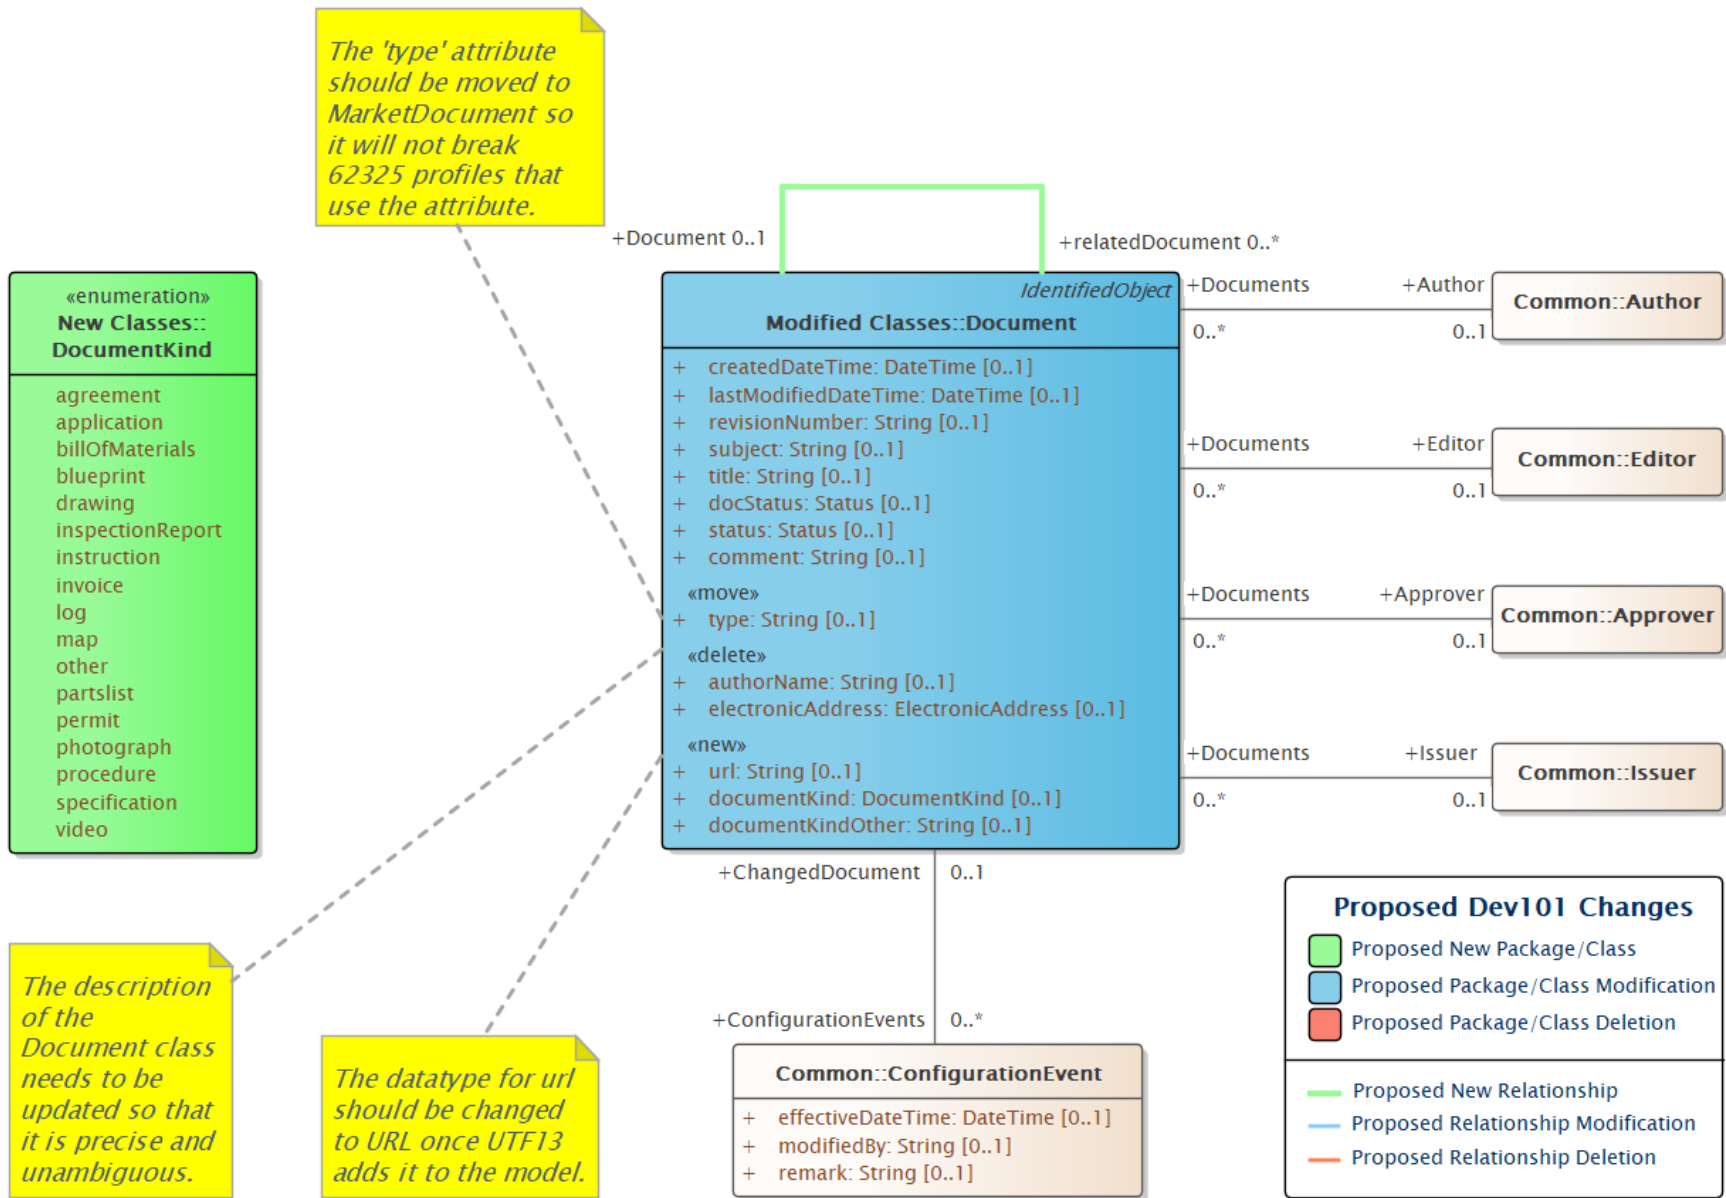 The 'type' attribute
should be moved to
MarketDocument so
it will not break
62325 profiles that
use the attribute.
+Document 0..1
+relatedDocument 0..*
«enumeration»
New Classes::
DocumentKind
agreement
application
billOfMaterials
blueprint
drawing
inspectionReport
instruction
invoice
log
map
other
partslist
permit
photograph
procedure
specification
video
IdentifiedObject
Modified Classes::Document
+ createdDateTime: DateTime [0..1]
+ lastModifiedDateTime: DateTime [0..1]
+ revisionNumber: String [0..1]
+ subject: String [0..1]
+ title: String [0..1]
+ docStatus: Status [0..1]
+ status: Status [0..1]
+ comment: String [0..1]
«move»
+ type: String [0..1]
«delete»
+ authorName: String [0..1]
+ electronicAddress: ElectronicAddress [0..1]
«new»
+ url: String [0..1]
+ documentKind: DocumentKind [0..1]
+ documentKindOther: String [0..1]
+Documents +Author
0..* 0..1
Common::Author
+Documents +Editor
0..* 0..1
Common::Editor
+Documents +Approver
0..* 0..1
Common::Approver
+Documents +Issuer
0..* 0..1
Common::Issuer
+ChangedDocument 0..1
+ConfigurationEvents 0..*
Common::ConfigurationEvent
+ effectiveDateTime: DateTime [0..1]
+ modifiedBy: String [0..1]
+ remark: String [0..1]
The description
of the
Document class
needs to be
updated so that
it is precise and
unambiguous.
The datatype for url
should be changed
to URL once UTF13
adds it to the model.
Proposed Dev101 Changes
Proposed New Package/Class
Proposed Package/Class Modification
Proposed Package/Class Deletion
Proposed New Relationship
Proposed Relationship Modification
Proposed Relationship Deletion